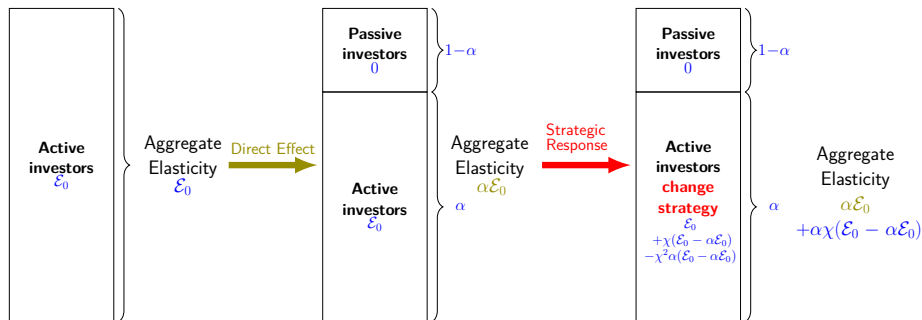 Active
investors
ℰ₀
Aggregate
Elasticity
ℰ₀
Direct Effect
Passive
investors
0
1−α
Active
investors
ℰ₀
α
Aggregate
Elasticity
αℰ₀
Strategic
Response
Passive
investors
0
1−α
Active
investors
change
strategy
ℰ₀
+χ(ℰ₀ − αℰ₀)
−χ²α(ℰ₀ − αℰ₀)
α
Aggregate
Elasticity
αℰ₀
+αχ(ℰ₀ − αℰ₀)